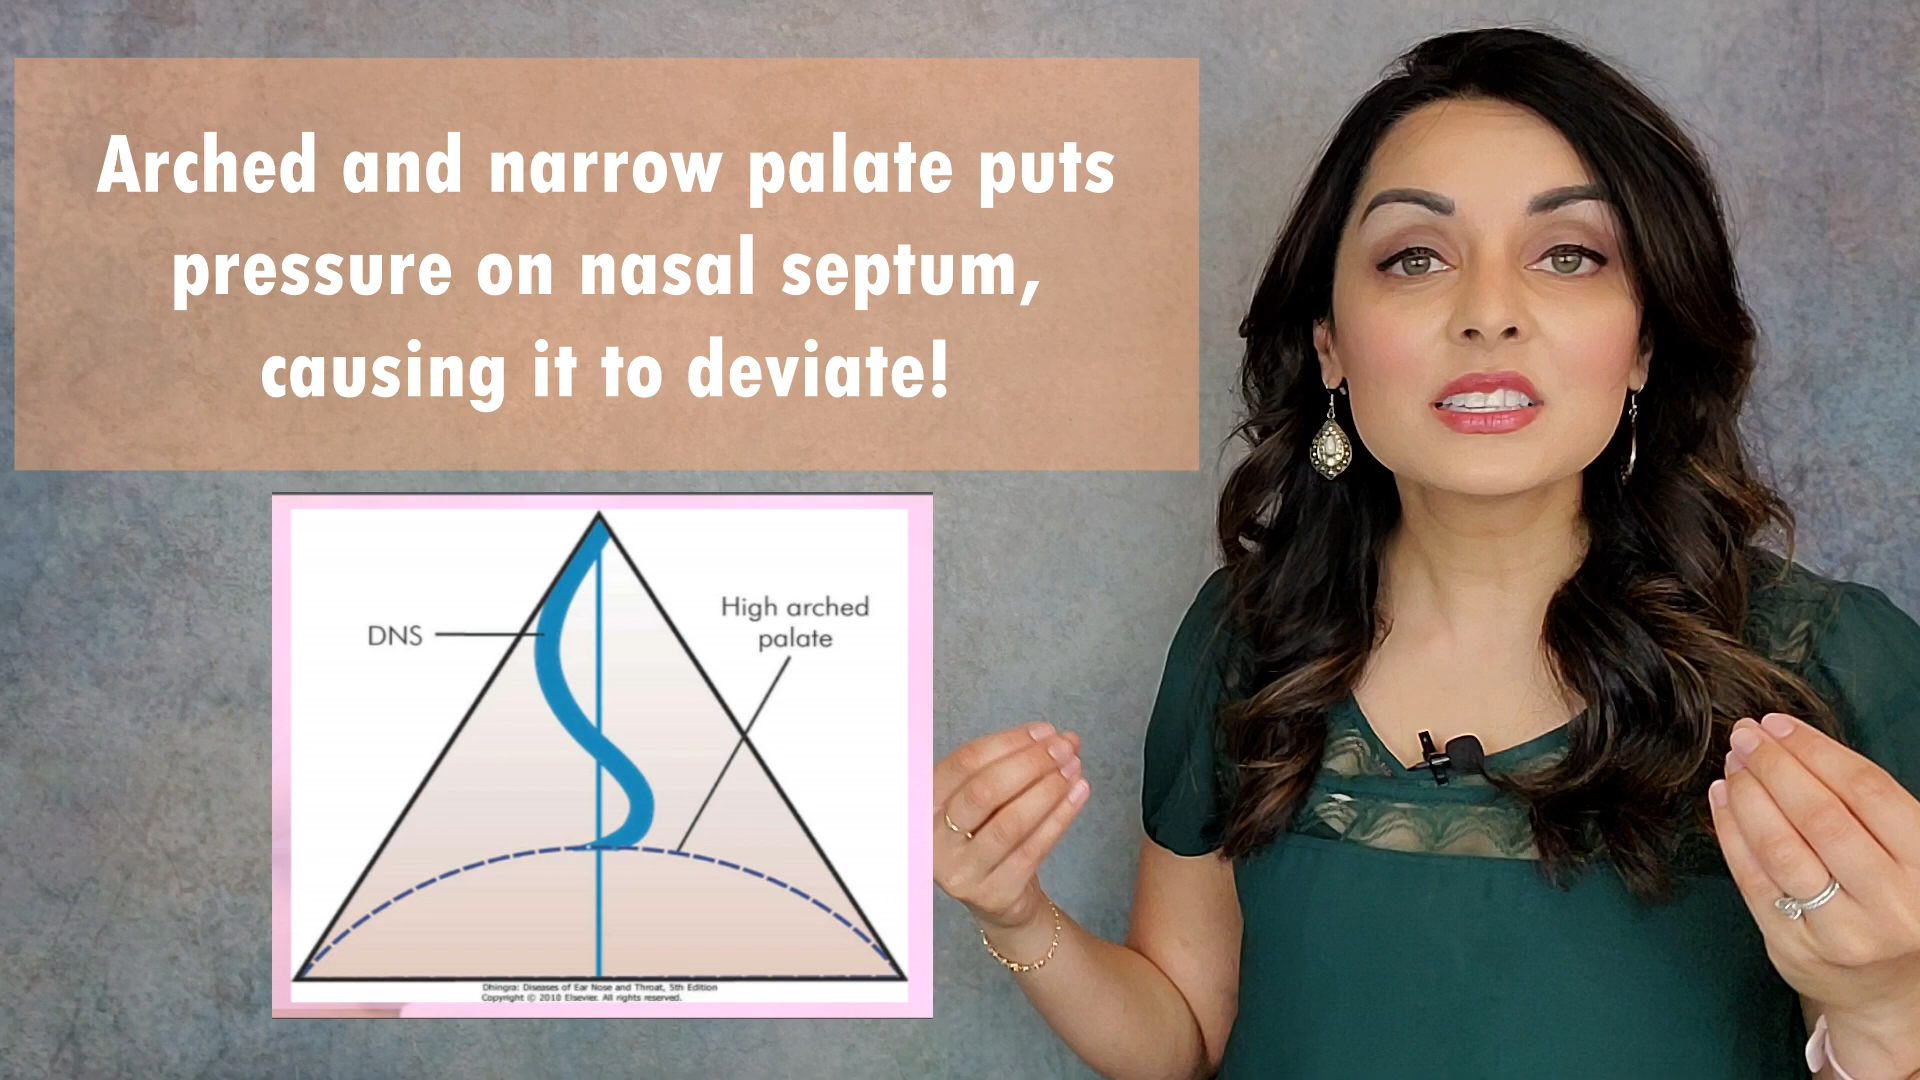 Arched and narrow palate puts
pressure on nasal septum,
causing it to deviate!
DNS
High arched
palate
Dhingra: Diseases of Ear Nose and Throat, 5th Edition
Copyright © 2010 Elsevier. All rights reserved.